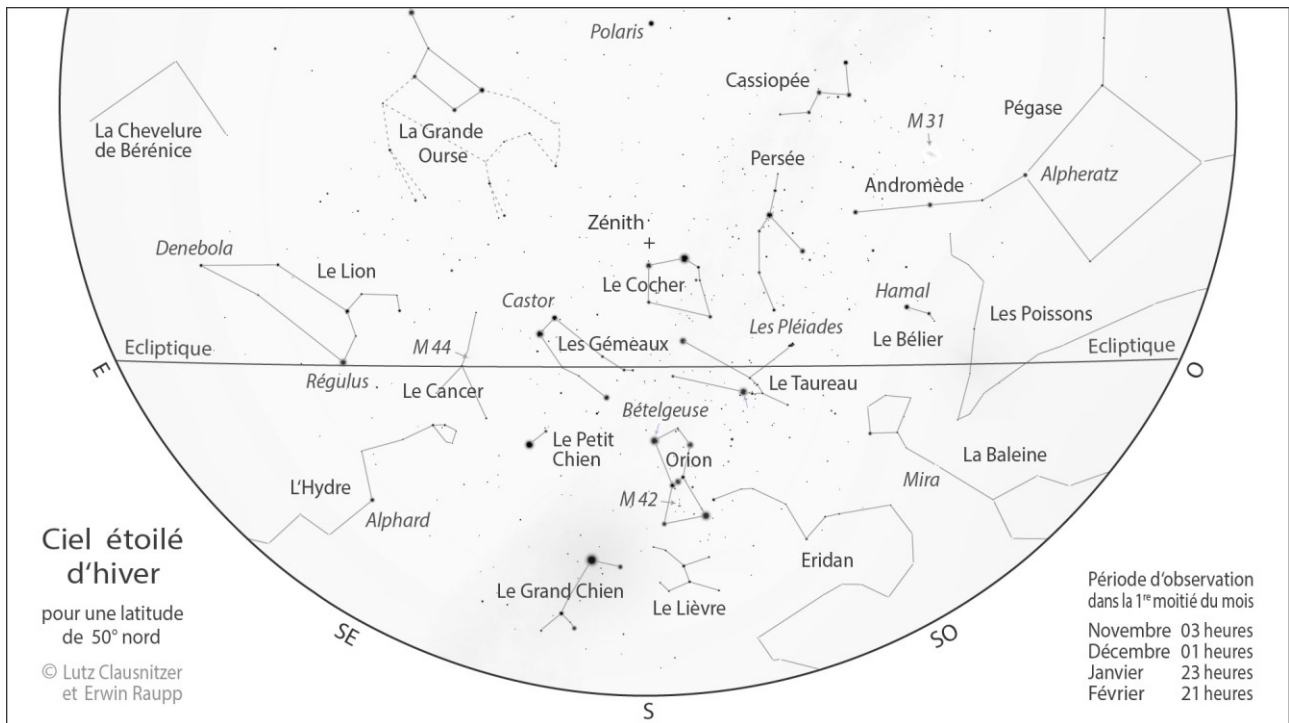 Polaris
Cassiopée
La Chevelure
de Bérénice
La Grande
Ourse
M 31
Pégase
Persée
Alpheratz
Andromède
Zénith
Denebola
Le Lion
Le Cocher
Castor
Hamal
Les Poissons
Les Pléiades
Le Bélier
Ecliptique
M 44
Les Gémeaux
Ecliptique
E
O
Régulus
Le Cancer
Le Taureau
Bételgeuse
Le Petit
Chien
Orion
La Baleine
Mira
L'Hydre
M 42
Alphard
Eridan
Le Grand Chien
Le Lièvre
SE
SO
S
Ciel étoilé
d'hiver
pour une latitude
de 50° nord
© Lutz Clausnitzer
et Erwin Raupp
Période d'observation
dans la 1re moitié du mois
Novembre 03 heures
Décembre 01 heures
Janvier 23 heures
Février 21 heures